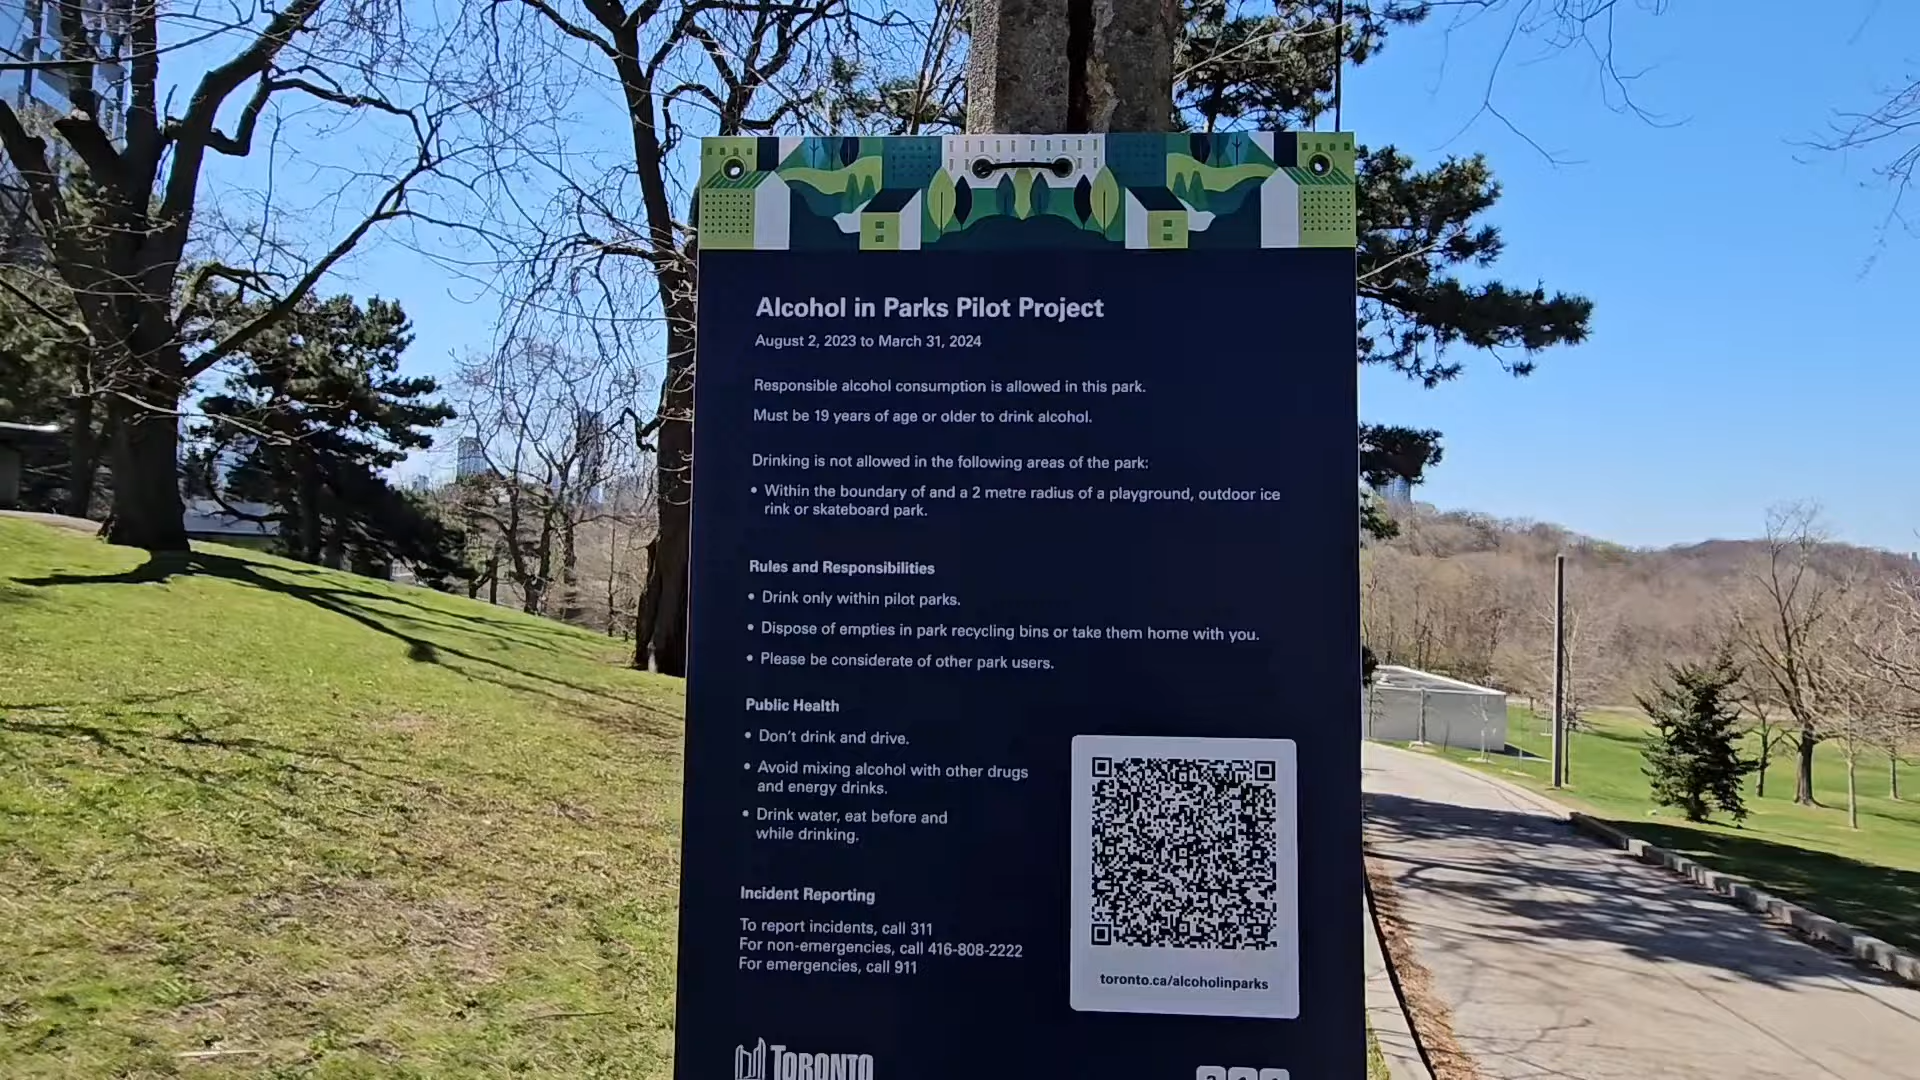 Alcohol in Parks Pilot Project
August 2, 2023 to March 31, 2024
Responsible alcohol consumption is allowed in this park.
Must be 19 years of age or older to drink alcohol.
Drinking is not allowed in the following areas of the park:
• Within the boundary of and a 2 metre radius of a playground, outdoor ice
rink or skateboard park.
Rules and Responsibilities
• Drink only within pilot parks.
• Dispose of empties in park recycling bins or take them home with you.
• Please be considerate of other park users.
Public Health
• Don't drink and drive.
• Avoid mixing alcohol with other drugs
and energy drinks.
• Drink water, eat before and
while drinking.
Incident Reporting
To report incidents, call 311
For non-emergencies, call 416-808-2222
For emergencies, call 911
toronto.ca/alcoholinparks
TORONTO